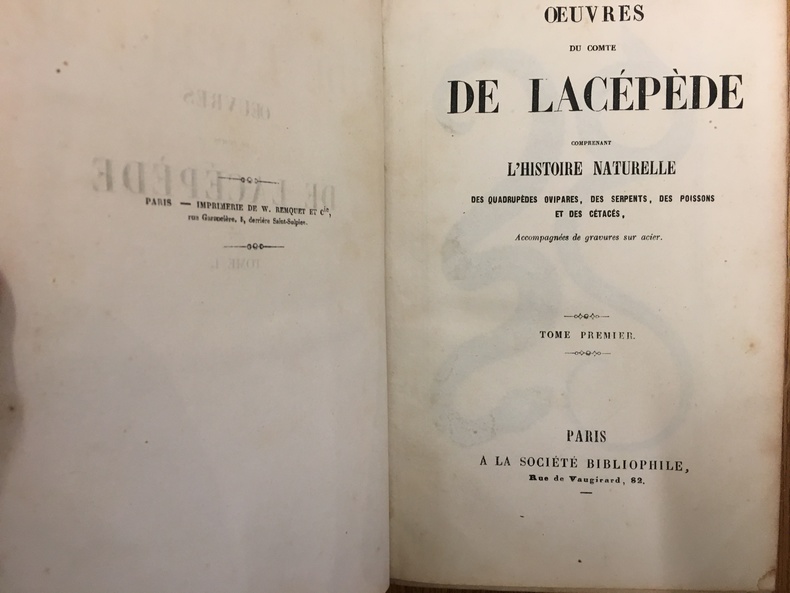 PARIS — IMPRIMERIE DE W. REMQUET ET Cie,
rue Garancière, 5, derrière Saint-Sulpice.
ŒUVRES
DU COMTE
DE LACÉPÈDE
COMPRENANT
L'HISTOIRE NATURELLE
DES QUADRUPÈDES OVIPARES, DES SERPENTS, DES POISSONS
ET DES CÉTACÉS,
Accompagnées de gravures sur acier.
TOME PREMIER.
PARIS
A LA SOCIÉTÉ BIBLIOPHILE,
Rue de Vaugirard, 82.